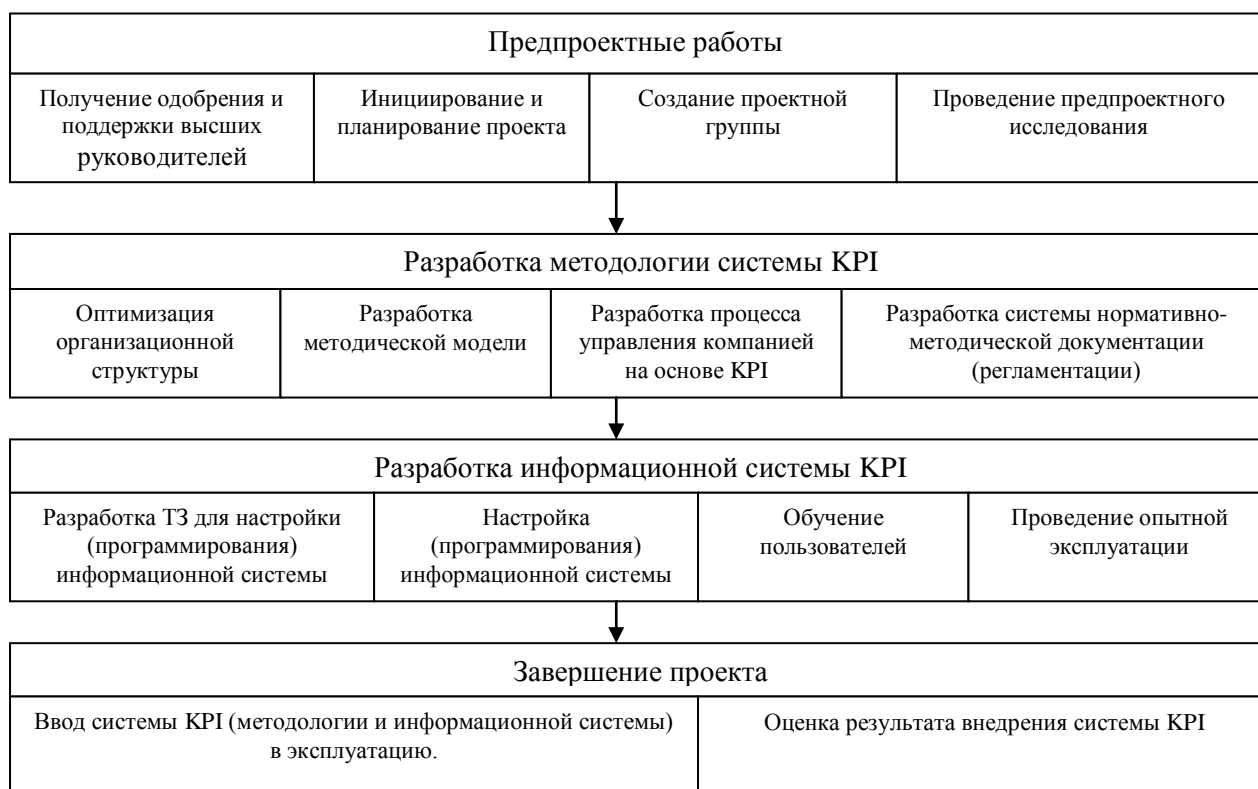 Предпроектные работы
Получение одобрения и
поддержки высших
руководителей
Инициирование и
планирование проекта
Создание проектной
группы
Проведение предпроектного
исследования
Разработка методологии системы KPI
Оптимизация
организационной
структуры
Разработка
методической модели
Разработка процесса
управления компанией
на основе KPI
Разработка системы нормативно-
методической документации
(регламентации)
Разработка информационной системы KPI
Разработка ТЗ для настройки
(программирования)
информационной системы
Настройка
(программирования)
информационной системы
Обучение
пользователей
Проведение опытной
эксплуатации
Завершение проекта
Ввод системы KPI (методологии и информационной системы)
в эксплуатацию.
Оценка результата внедрения системы KPI